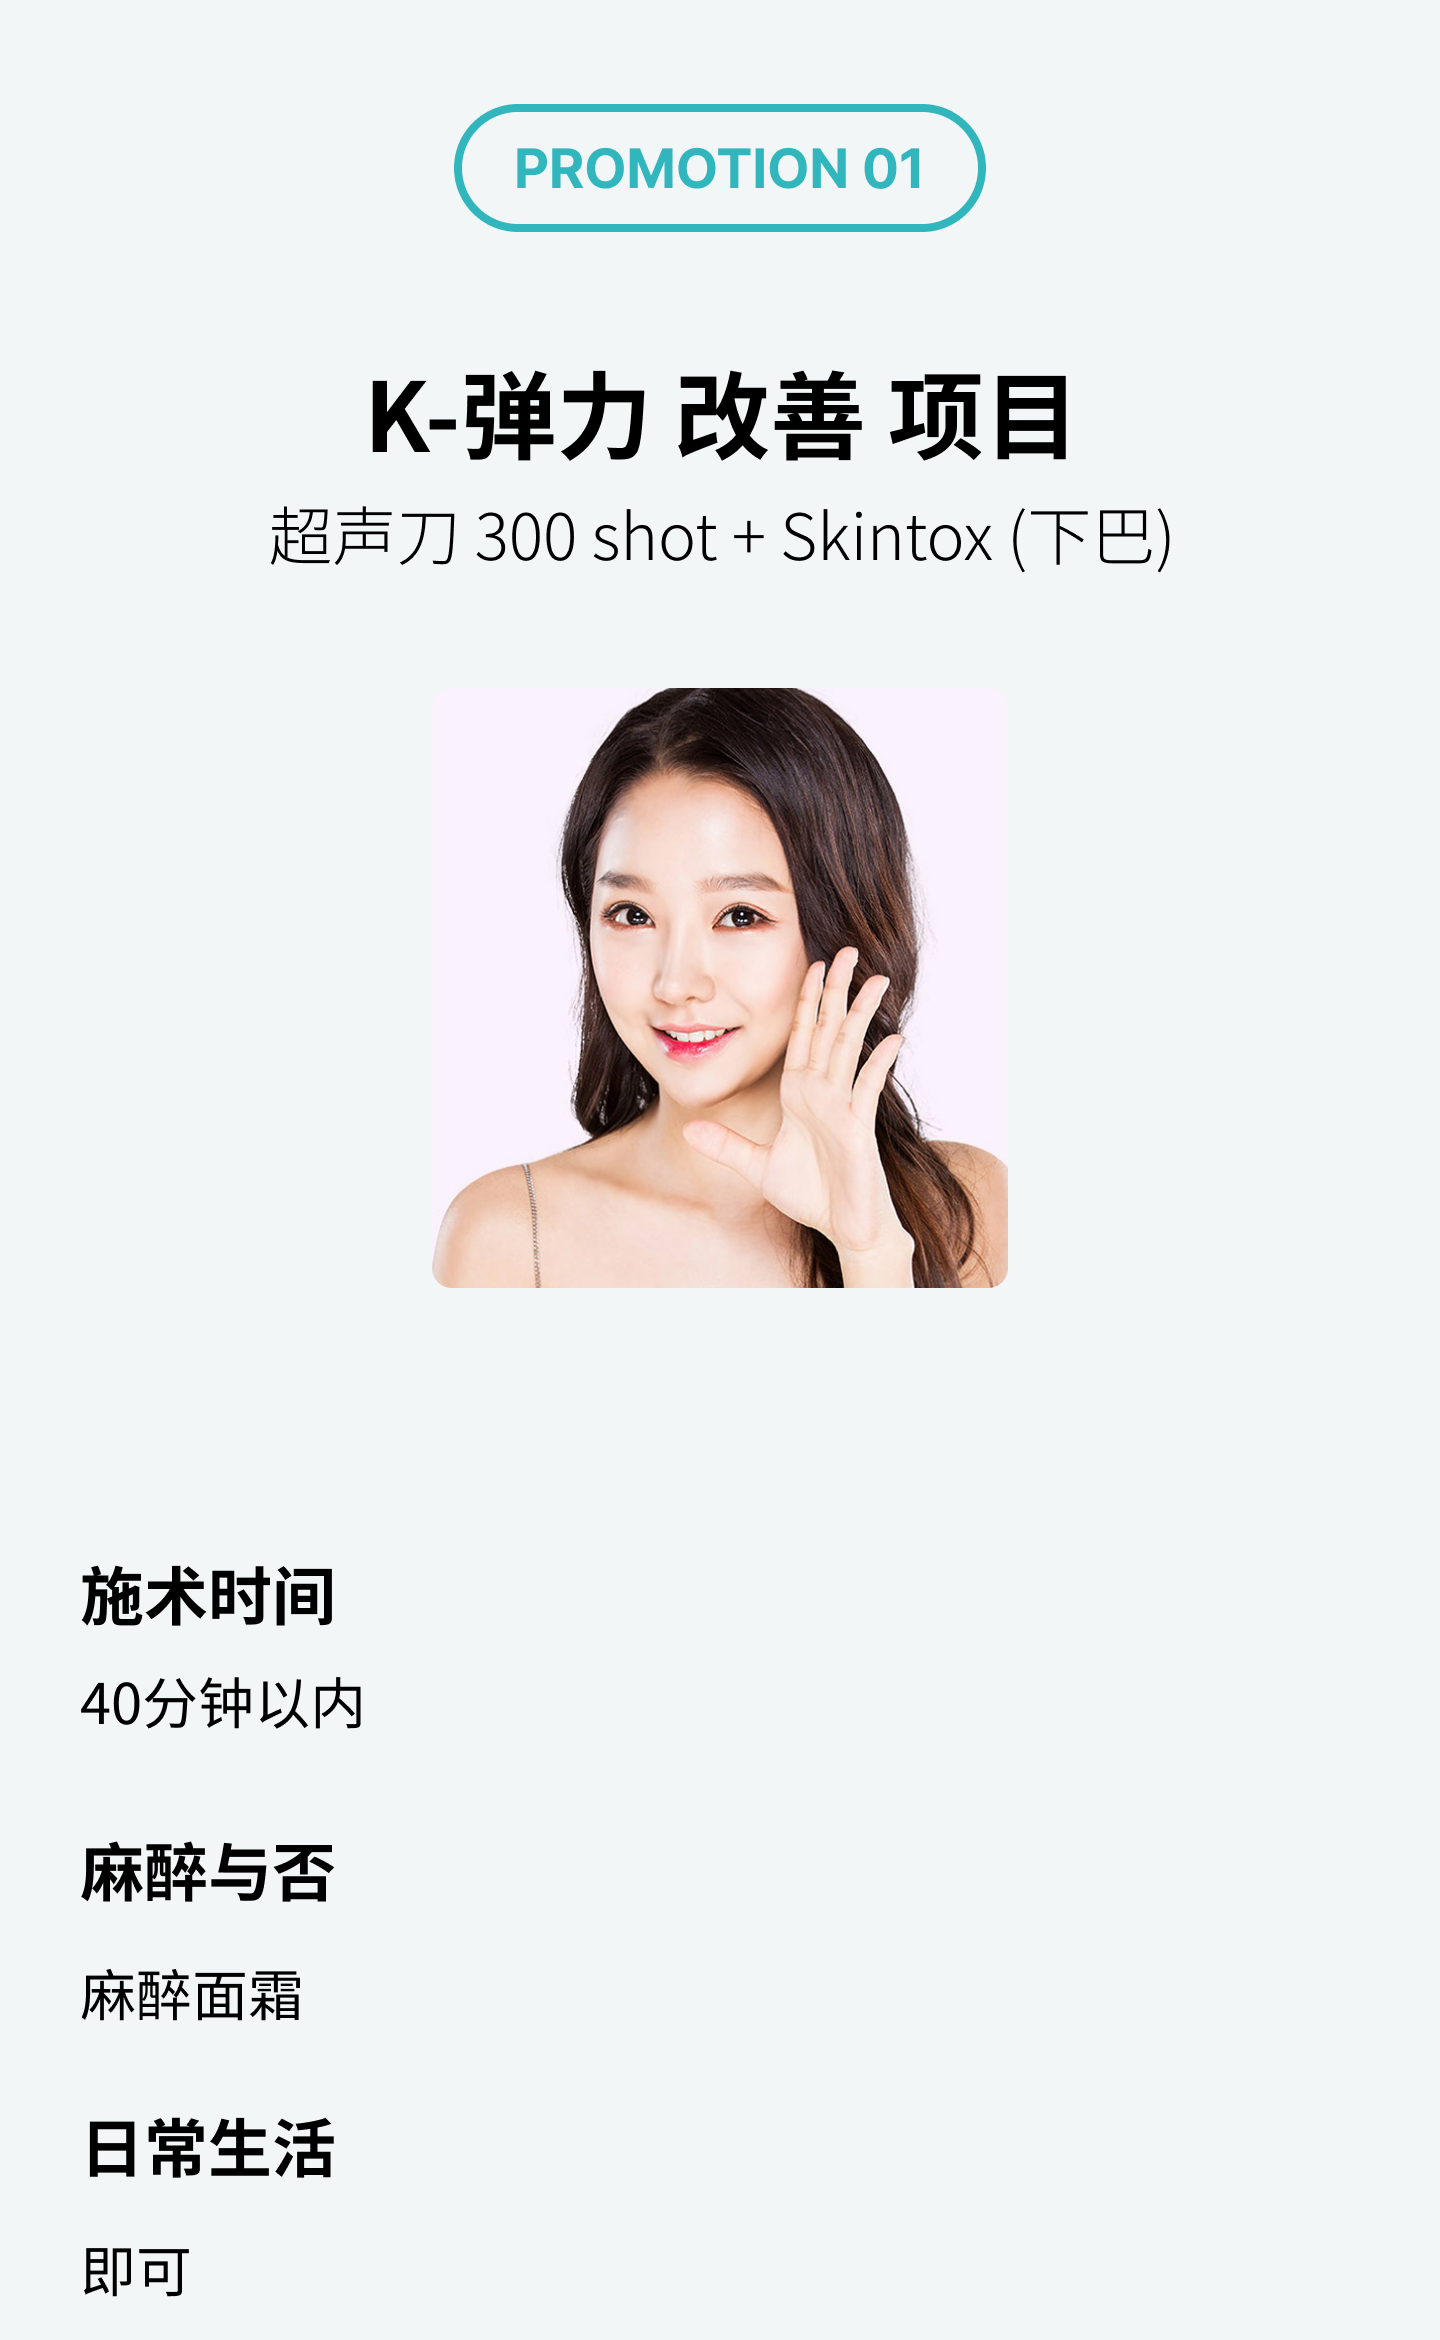 PROMOTION 01
K-弹力 改善 项目
超声刀 300 shot + Skintox (下巴)
施术时间
40分钟以内
麻醉与否
麻醉面霜
日常生活
即可